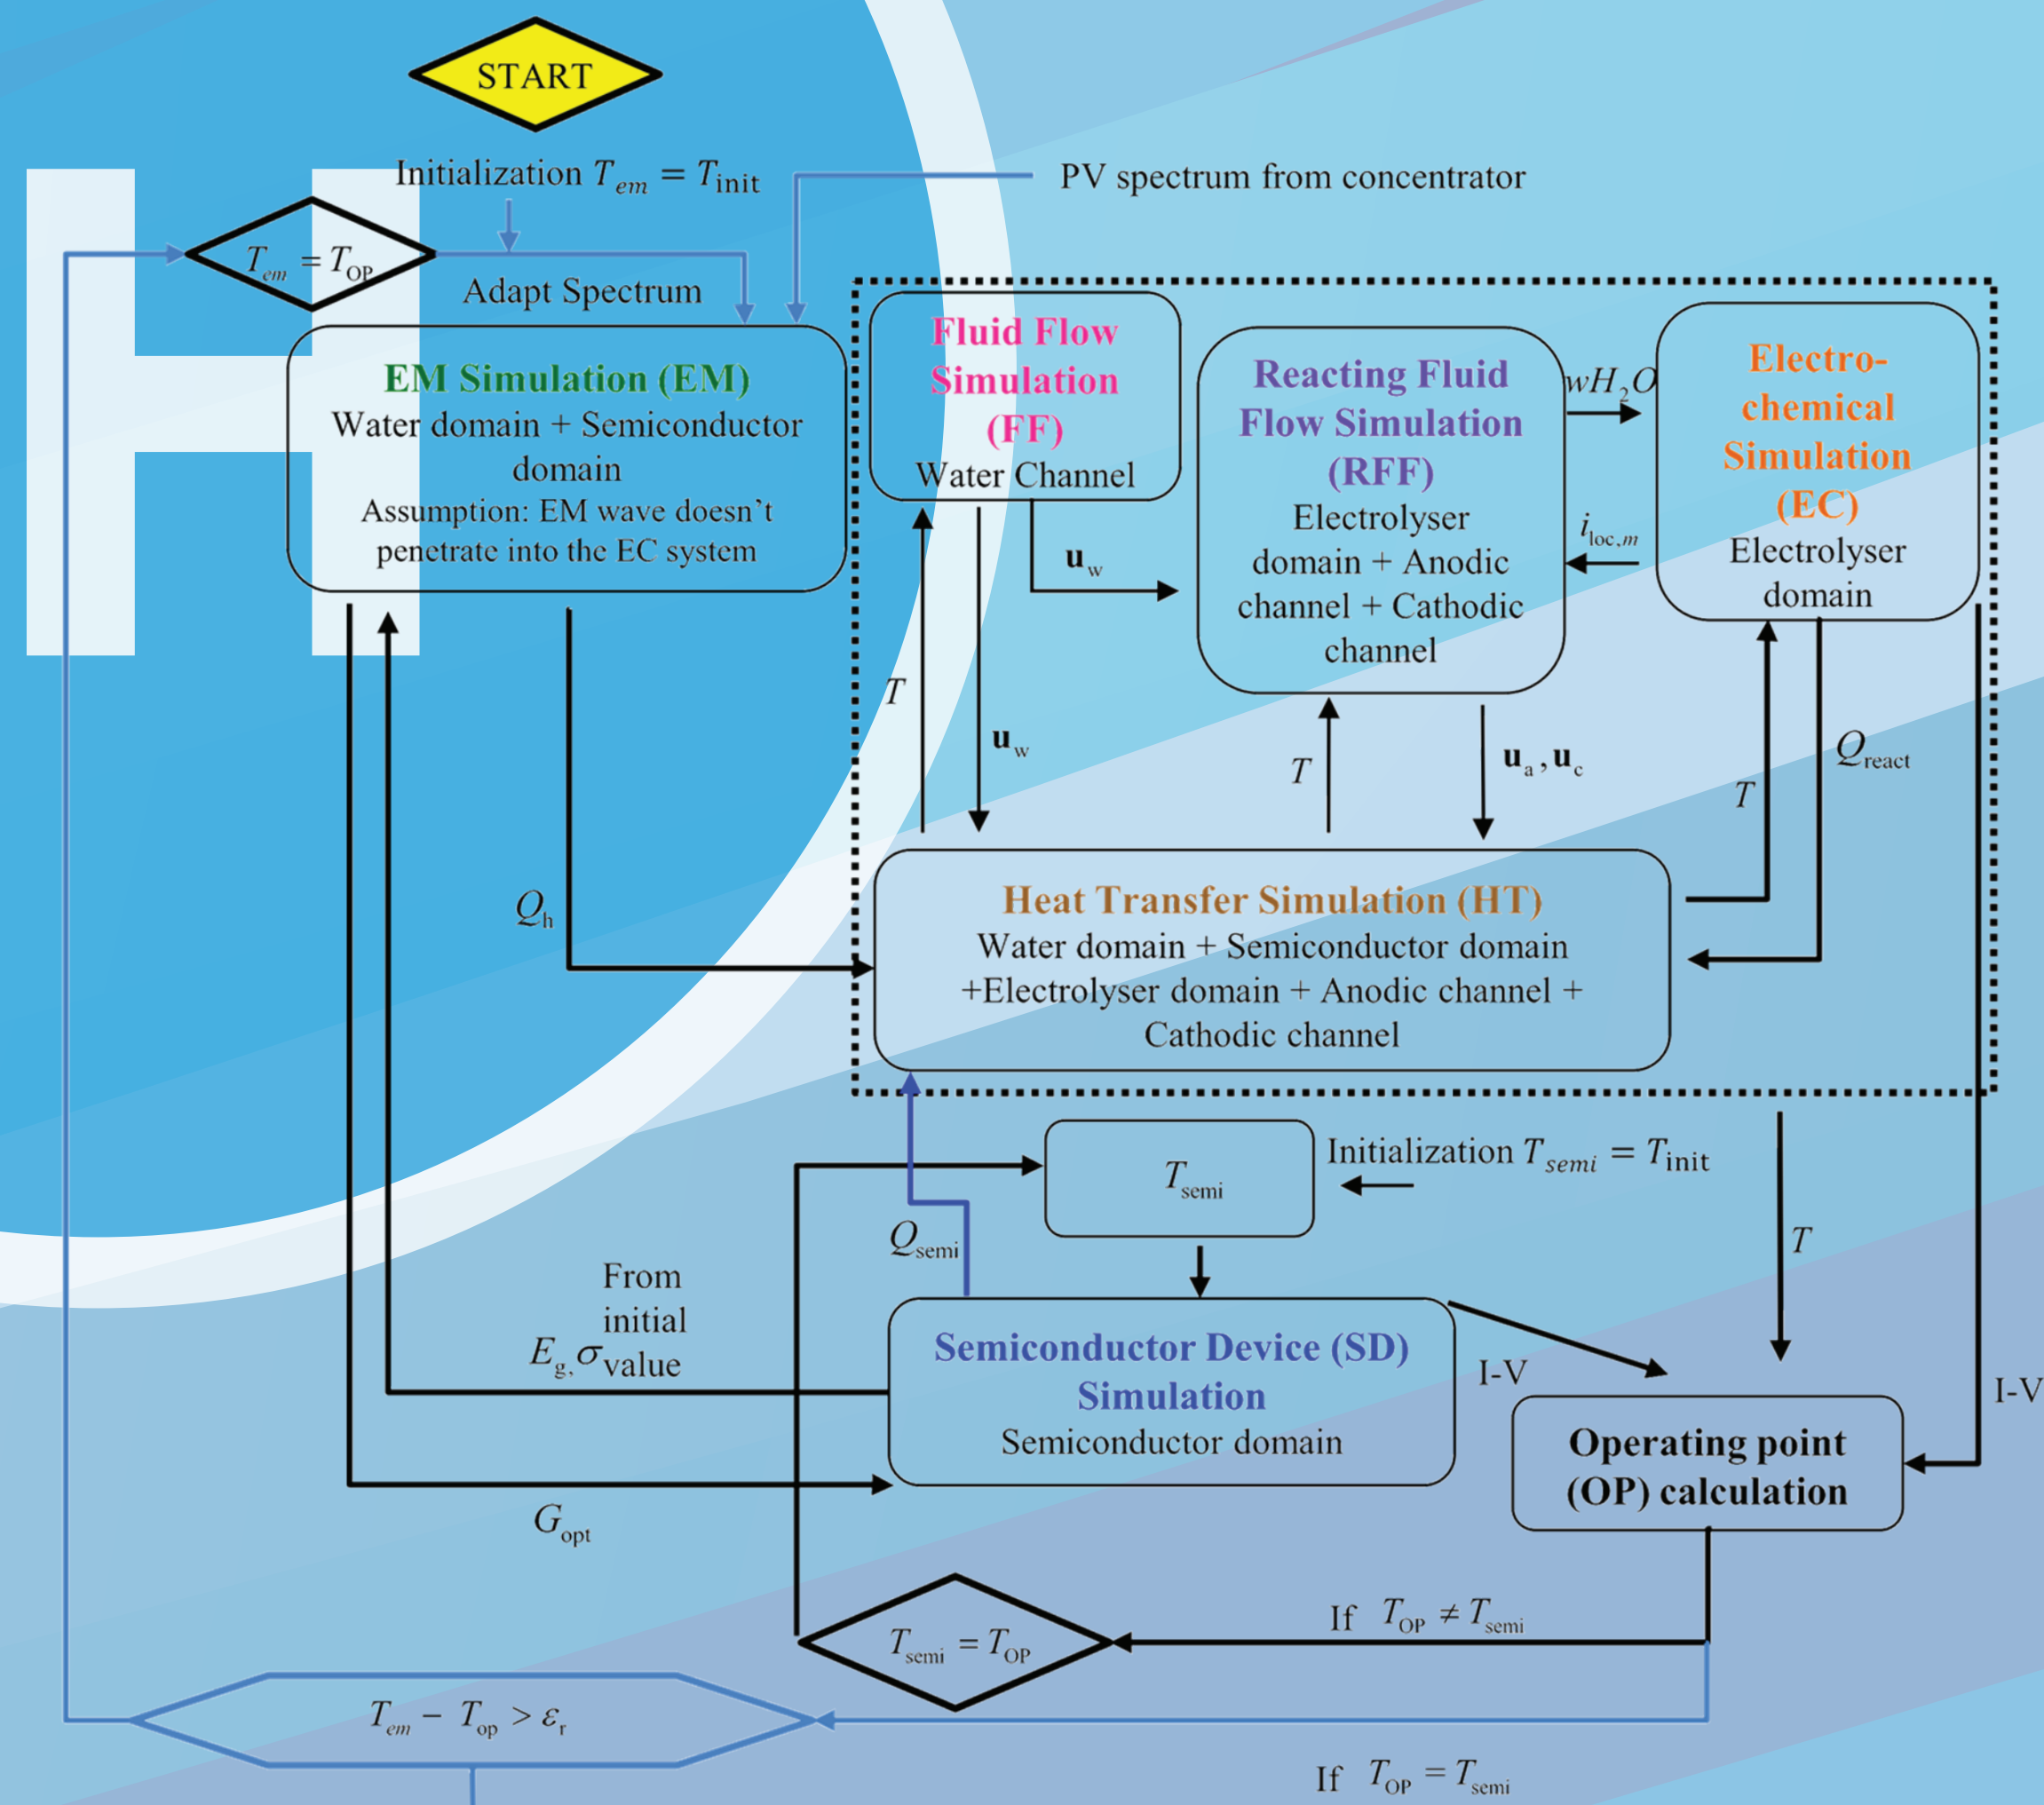 START
Initialization T_em = T_init
PV spectrum from concentrator
T_em = T_OP
Adapt Spectrum
H
EM Simulation (EM)
Water domain + Semiconductor
domain
Assumption: EM wave doesn't
penetrate into the EC system
Fluid Flow
Simulation
(FF)
Water Channel
Reacting Fluid
Flow Simulation
(RFF)
Electrolyser
domain + Anodic
channel + Cathodic
channel
wH₂O
i_loc,m
Electro-
chemical
Simulation
(EC)
Electrolyser
domain
u_w
T
u_w
T
u_a, u_c
T
Q_react
Q_h
Heat Transfer Simulation (HT)
Water domain + Semiconductor domain
+Electrolyser domain + Anodic channel +
Cathodic channel
T_semi
Initialization T_semi = T_init
Q_semi
T
From
initial
value
E_g, σ
Semiconductor Device (SD)
Simulation
Semiconductor domain
I-V
I-V
Operating point
(OP) calculation
G_opt
T_semi = T_OP
If T_OP ≠ T_semi
T_em − T_op > ε_r
If T_OP = T_semi